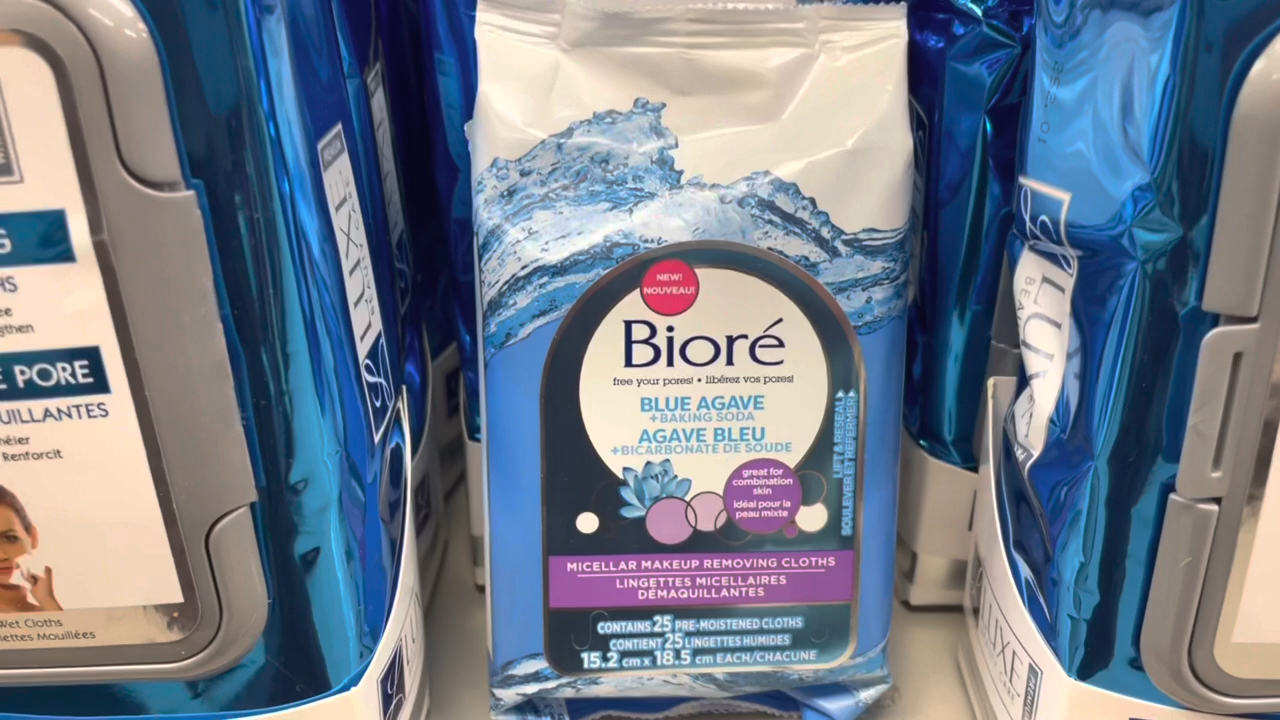 NEW!
NOUVEAU!
Bioré
free your pores! • libérez vos pores!
BLUE AGAVE
+BAKING SODA
AGAVE BLEU
+BICARBONATE DE SOUDE
great for
combination
skin
idéal pour la
peau mixte
LIFT & RESEAL
SOULEVER ET REFERMER
MICELLAR MAKEUP REMOVING CLOTHS
LINGETTES MICELLAIRES
DÉMAQUILLANTES
CONTAINS 25 PRE-MOISTENED CLOTHS
CONTIENT 25 LINGETTES HUMIDES
15.2 cm x 18.5 cm EACH/CHACUNE
PORE
Renforcit
Wet Cloths
Mouillées
LUXE